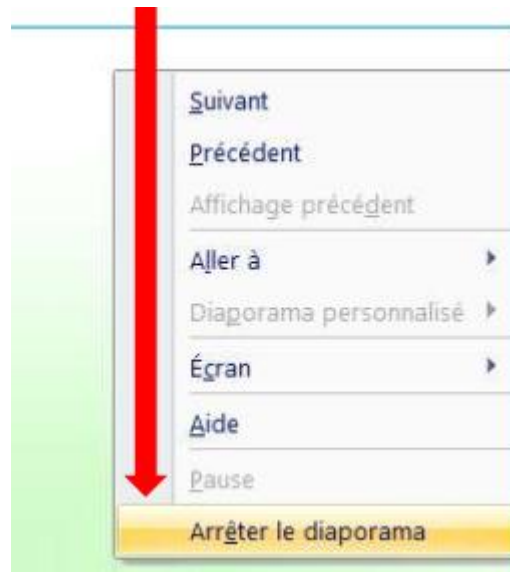 Suivant
Précédent
Affichage précédent
Aller à
Diaporama personnalisé
Écran
Aide
Pause
Arrêter le diaporama